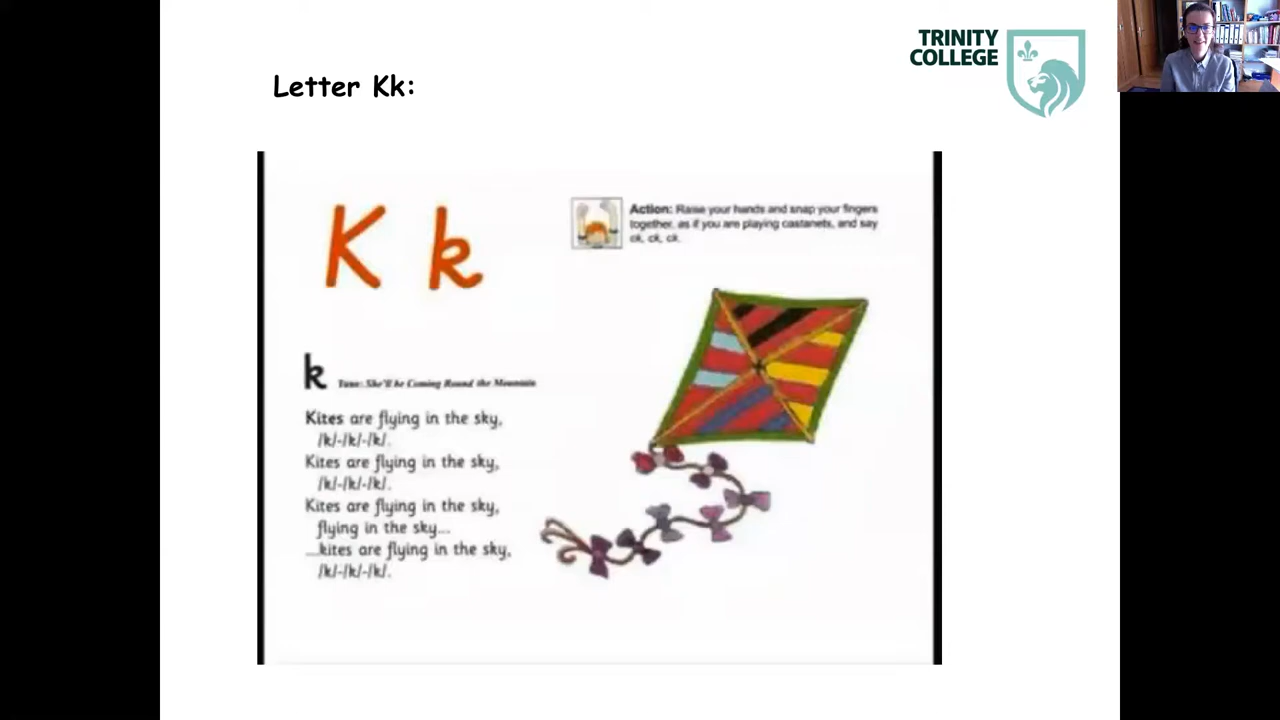 TRINITY
COLLEGE
Letter Kk:
K k
Action: Raise your hands and snap your fingers
together, as if you are playing castanets, and say
ck, ck, ck.
k Tune: She'll be Coming Round the Mountain
Kites are flying in the sky,
/k/-/k/-/k/.
Kites are flying in the sky,
/k/-/k/-/k/.
Kites are flying in the sky,
flying in the sky...
...kites are flying in the sky,
/k/-/k/-/k/.